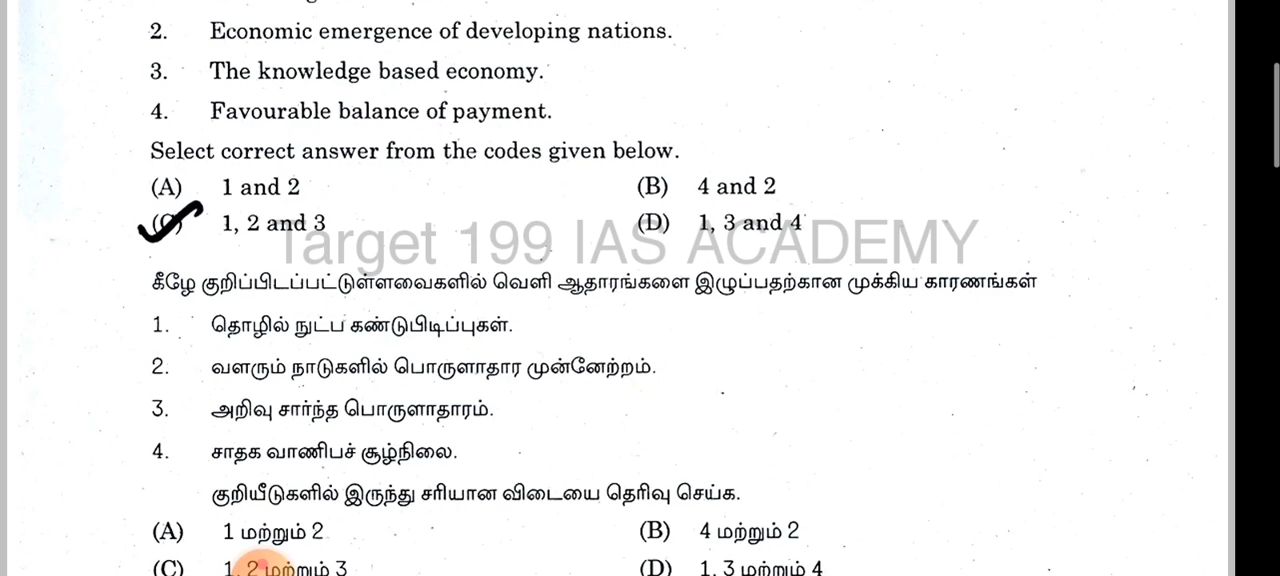 2. Economic emergence of developing nations.
3. The knowledge based economy.
4. Favourable balance of payment.
Select correct answer from the codes given below.
(A) 1 and 2 (B) 4 and 2
(C) 1, 2 and 3 (D) 1, 3 and 4
Target 199 IAS ACADEMY
கீழே குறிப்பிடப்பட்டுள்ளவைகளில் வெளி ஆதாரங்களை இழுப்பதற்கான முக்கிய காரணங்கள்
1. தொழில் நுட்ப கண்டுபிடிப்புகள்.
2. வளரும் நாடுகளில் பொருளாதார முன்னேற்றம்.
3. அறிவு சார்ந்த பொருளாதாரம்.
4. சாதக வாணிபச் சூழ்நிலை.
குறியீடுகளில் இருந்து சரியான விடையை தெரிவு செய்க.
(A) 1 மற்றும் 2 (B) 4 மற்றும் 2
(C) 1, 2 மற்றும் 3 (D) 1, 3 மற்றும் 4